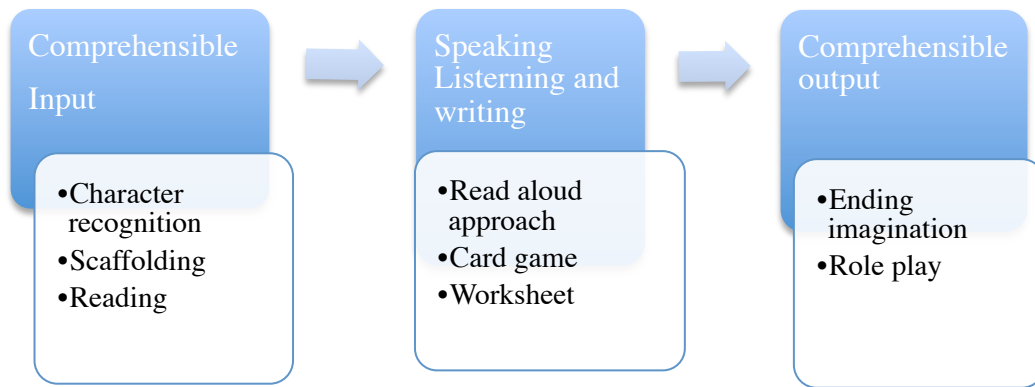 Comprehensible
Input
•Character
recognition
•Scaffolding
•Reading
Speaking
Listerning and
writing
•Read aloud
approach
•Card game
•Worksheet
Comprehensible
output
•Ending
imagination
•Role play